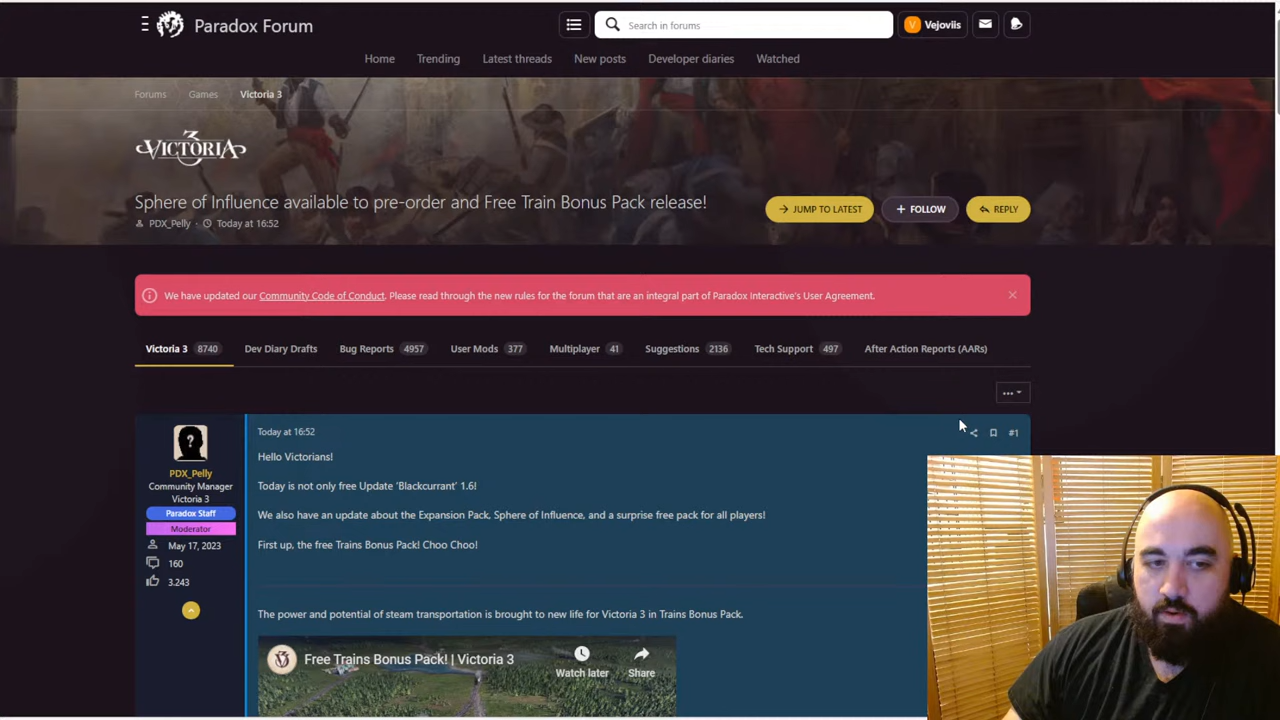 Paradox Forum
Search in forums
V Vejoviis
Home Trending Latest threads New posts Developer diaries Watched
Forums Games Victoria 3
VICTORIA 3
Sphere of Influence available to pre-order and Free Train Bonus Pack release!
PDX_Pelly · Today at 16:52
JUMP TO LATEST
FOLLOW
REPLY
We have updated our Community Code of Conduct. Please read through the new rules for the forum that are an integral part of Paradox Interactive's User Agreement.
Victoria 3 8740 Dev Diary Drafts Bug Reports 4957 User Mods 377 Multiplayer 41 Suggestions 2136 Tech Support 497 After Action Reports (AARs)
PDX_Pelly
Community Manager
Victoria 3
Paradox Staff
Moderator
May 17, 2023
160
3.243
Today at 16:52 #1
Hello Victorians!
Today is not only free Update ‘Blackcurrant’ 1.6!
We also have an update about the Expansion Pack, Sphere of Influence, and a surprise free pack for all players!
First up, the free Trains Bonus Pack! Choo Choo!
The power and potential of steam transportation is brought to new life for Victoria 3 in Trains Bonus Pack.
Free Trains Bonus Pack! | Victoria 3
Watch later Share